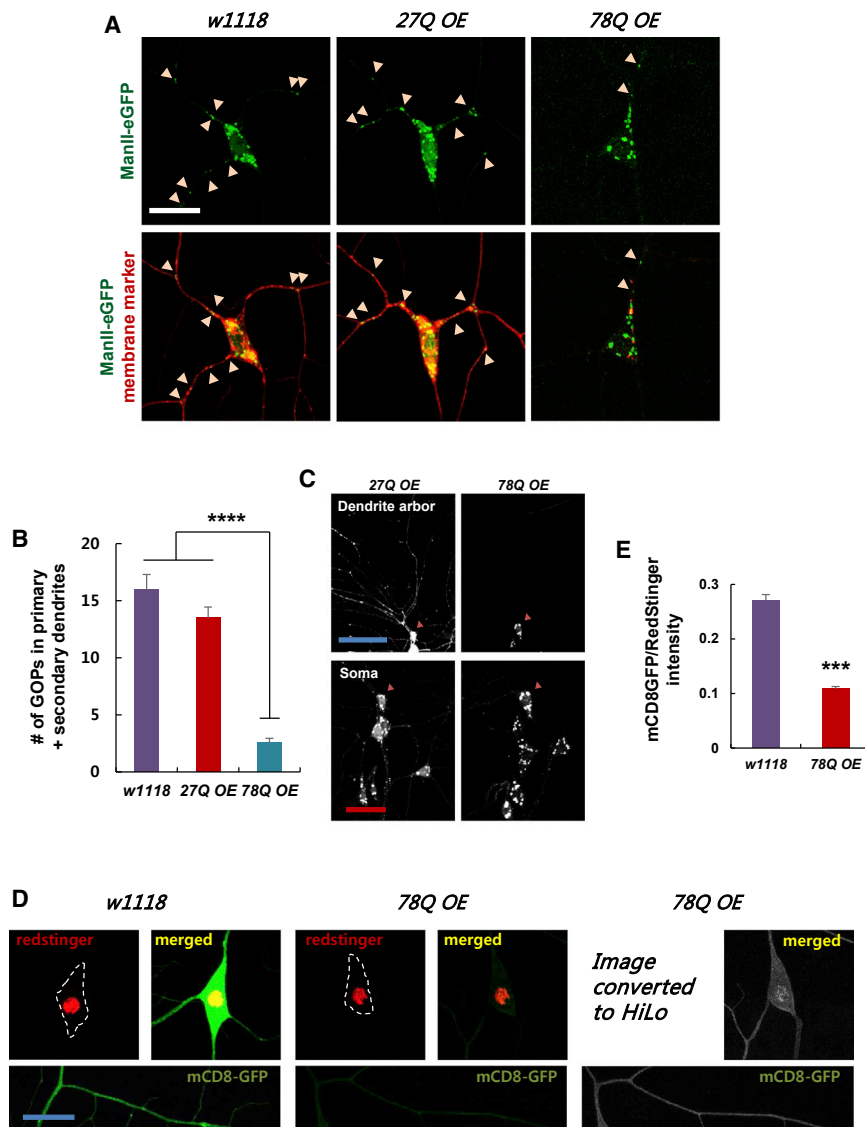 A
w1118
27Q OE
78Q OE
ManII-eGFP
ManII-eGFP
membrane marker
B
# of GOPs in primary
+ secondary dendrites
20
15
10
5
0
****
w1118
27Q OE
78Q OE
C
27Q OE
78Q OE
Dendrite arbor
Soma
E
mCD8GFP/RedStinger
intensity
0.3
0.2
0.1
0
***
w1118
78Q OE
D
w1118
78Q OE
78Q OE
redstinger
merged
redstinger
merged
Image
converted
to HiLo
merged
mCD8-GFP
mCD8-GFP
mCD8-GFP